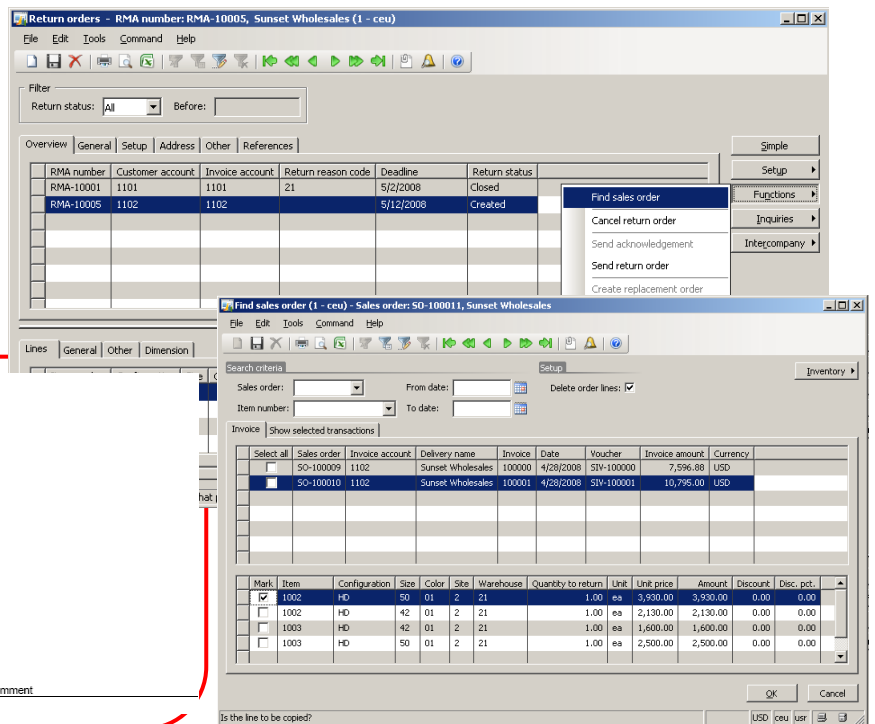 Return orders - RMA number: RMA-10005, Sunset Wholesales (1 - ceu)
File Edit Tools Command Help
Filter
Return status: All Before:
Overview General Setup Address Other References
Simple
Setup
Functions
Inquiries
Intercompany
RMA number Customer account Invoice account Return reason code Deadline Return status
RMA-10001 1101 1101 21 5/2/2008 Closed
RMA-10005 1102 1102 5/12/2008 Created
Find sales order
Cancel return order
Send acknowledgement
Send return order
Create replacement order
Lines General Other Dimension
Find sales order (1 - ceu) - Sales order: SO-100011, Sunset Wholesales
File Edit Tools Command Help
Search criteria
Setup
Inventory
Sales order: From date: Delete order lines:
Item number: To date:
Invoice Show selected transactions
Select all Sales order Invoice account Delivery name Invoice Date Voucher Invoice amount Currency
SO-100009 1102 Sunset Wholesales 100000 4/28/2008 SIV-100000 7,596.88 USD
SO-100010 1102 Sunset Wholesales 100001 4/28/2008 SIV-100001 10,795.00 USD
Mark Item Configuration Size Color Site Warehouse Quantity to return Unit Unit price Amount Discount Disc. pct.
1002 HD 50 01 2 21 1.00 ea 3,930.00 3,930.00 0.00 0.00
1002 HD 42 01 2 21 1.00 ea 2,130.00 2,130.00 0.00 0.00
1003 HD 42 01 2 21 1.00 ea 1,600.00 1,600.00 0.00 0.00
1003 HD 50 01 2 21 1.00 ea 2,500.00 2,500.00 0.00 0.00
OK Cancel
Is the line to be copied? USD ceu usr
hat
mment